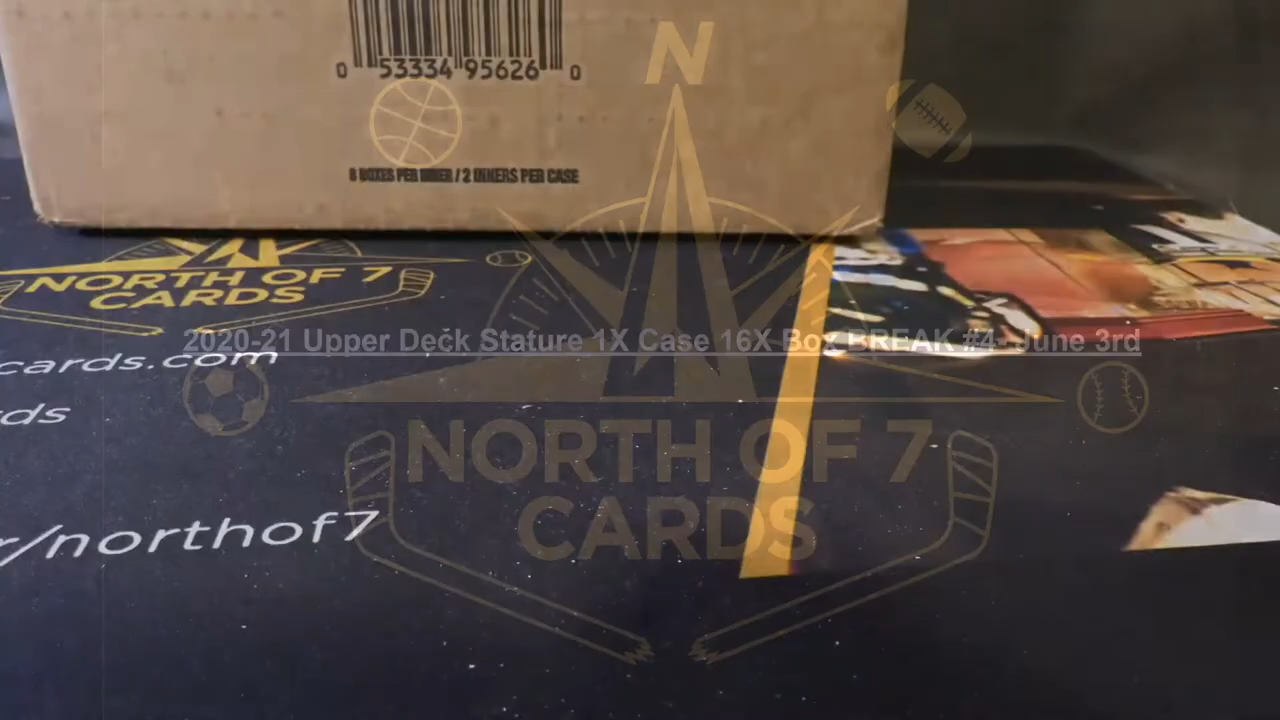 0 53334 95626 0
N
8 BOXES PER INNER / 2 INNERS PER CASE
NORTH OF 7
CARDS
2020-21 Upper Deck Stature 1X Case 16X Box BREAK #4- June 3rd
cards.com
ds
NORTH OF 7
CARDS
r/northof7